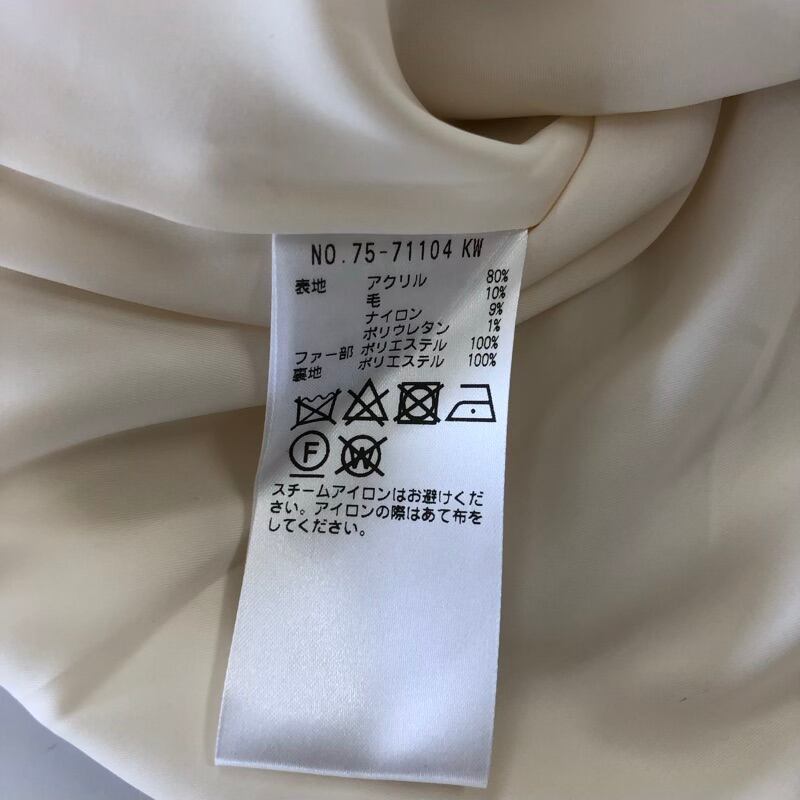 NO.75-71104 KW
表地 アクリル 80%
毛 10%
ナイロン 9%
ポリウレタン 1%
ファー部 ポリエステル 100%
裏地 ポリエステル 100%
F W
スチームアイロンはお避けくだ
さい。アイロンの際はあて布を
してください。